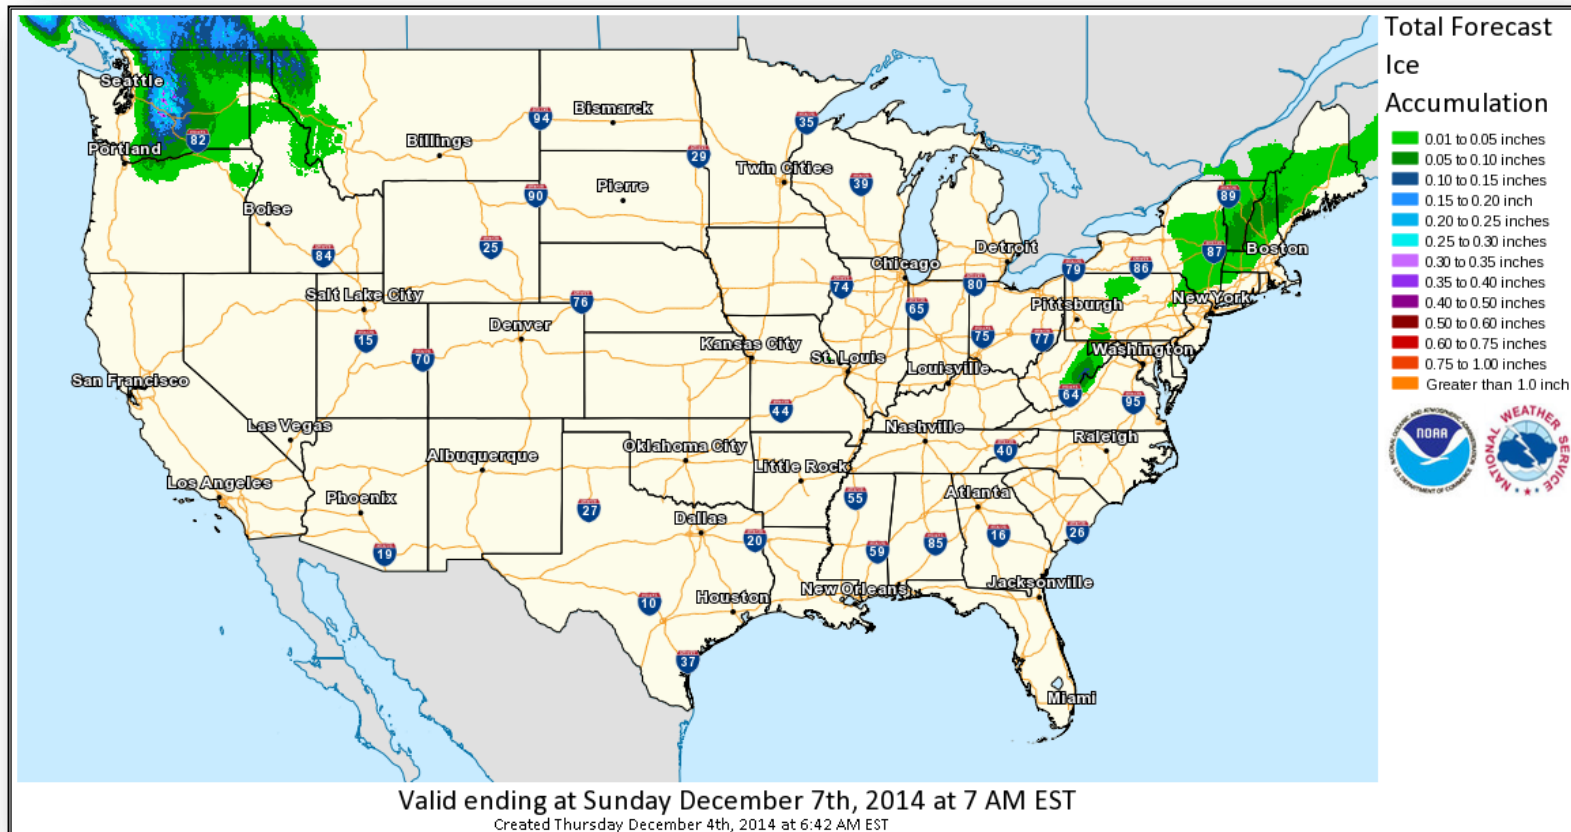 Total Forecast
Ice
Accumulation
0.01 to 0.05 inches
0.05 to 0.10 inches
0.10 to 0.15 inches
0.15 to 0.20 inch
0.20 to 0.25 inches
0.25 to 0.30 inches
0.30 to 0.35 inches
0.35 to 0.40 inches
0.40 to 0.50 inches
0.50 to 0.60 inches
0.60 to 0.75 inches
0.75 to 1.00 inches
Greater than 1.0 inch
NOAA
NATIONAL WEATHER SERVICE
Seattle
82
Portland
Boise
84
Billings
94
Bismarck
29
Pierre
90
25
35
Twin Cities
39
Chicago
Detroit
89
87
Boston
79
86
Pittsburgh
New York
Salt Lake City
15
70
76
Denver
74
65
80
75
77
Kansas City
St. Louis
Louisville
Washington
64
95
San Francisco
Las Vegas
Los Angeles
Phoenix
19
Albuquerque
Oklahoma City
44
Little Rock
Nashville
40
Raleigh
27
Dallas
20
55
59
85
Atlanta
16
26
10
37
Houston
New Orleans
Jacksonville
Miami
Valid ending at Sunday December 7th, 2014 at 7 AM EST
Created Thursday December 4th, 2014 at 6:42 AM EST